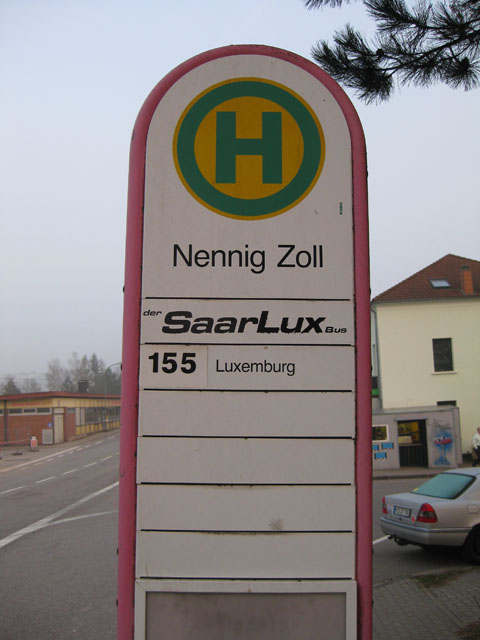 H
Nennig Zoll
der SaarLux Bus
155 Luxemburg